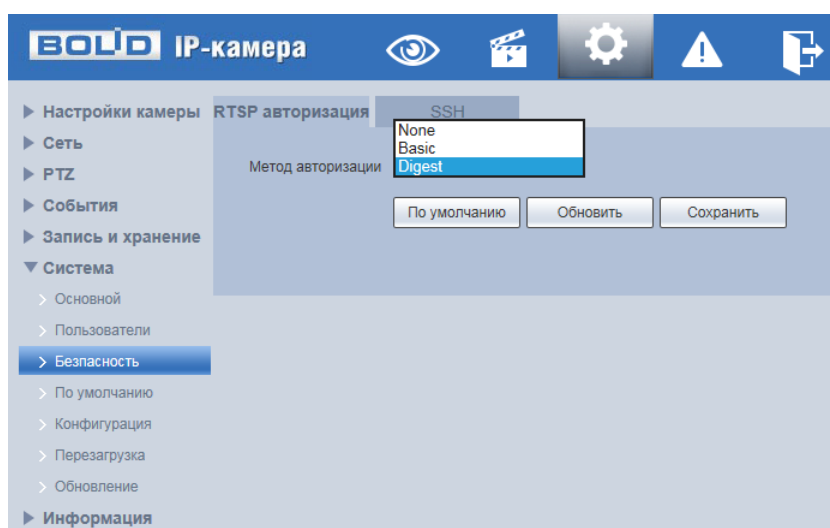 BOLID IP-камера
Настройки камеры
Сеть
PTZ
События
Запись и хранение
Система
Основной
Пользователи
Безпасность
По умолчанию
Конфигурация
Перезагрузка
Обновление
Информация
RTSP авторизация
SSH
Метод авторизации
None
Basic
Digest
По умолчанию
Обновить
Сохранить